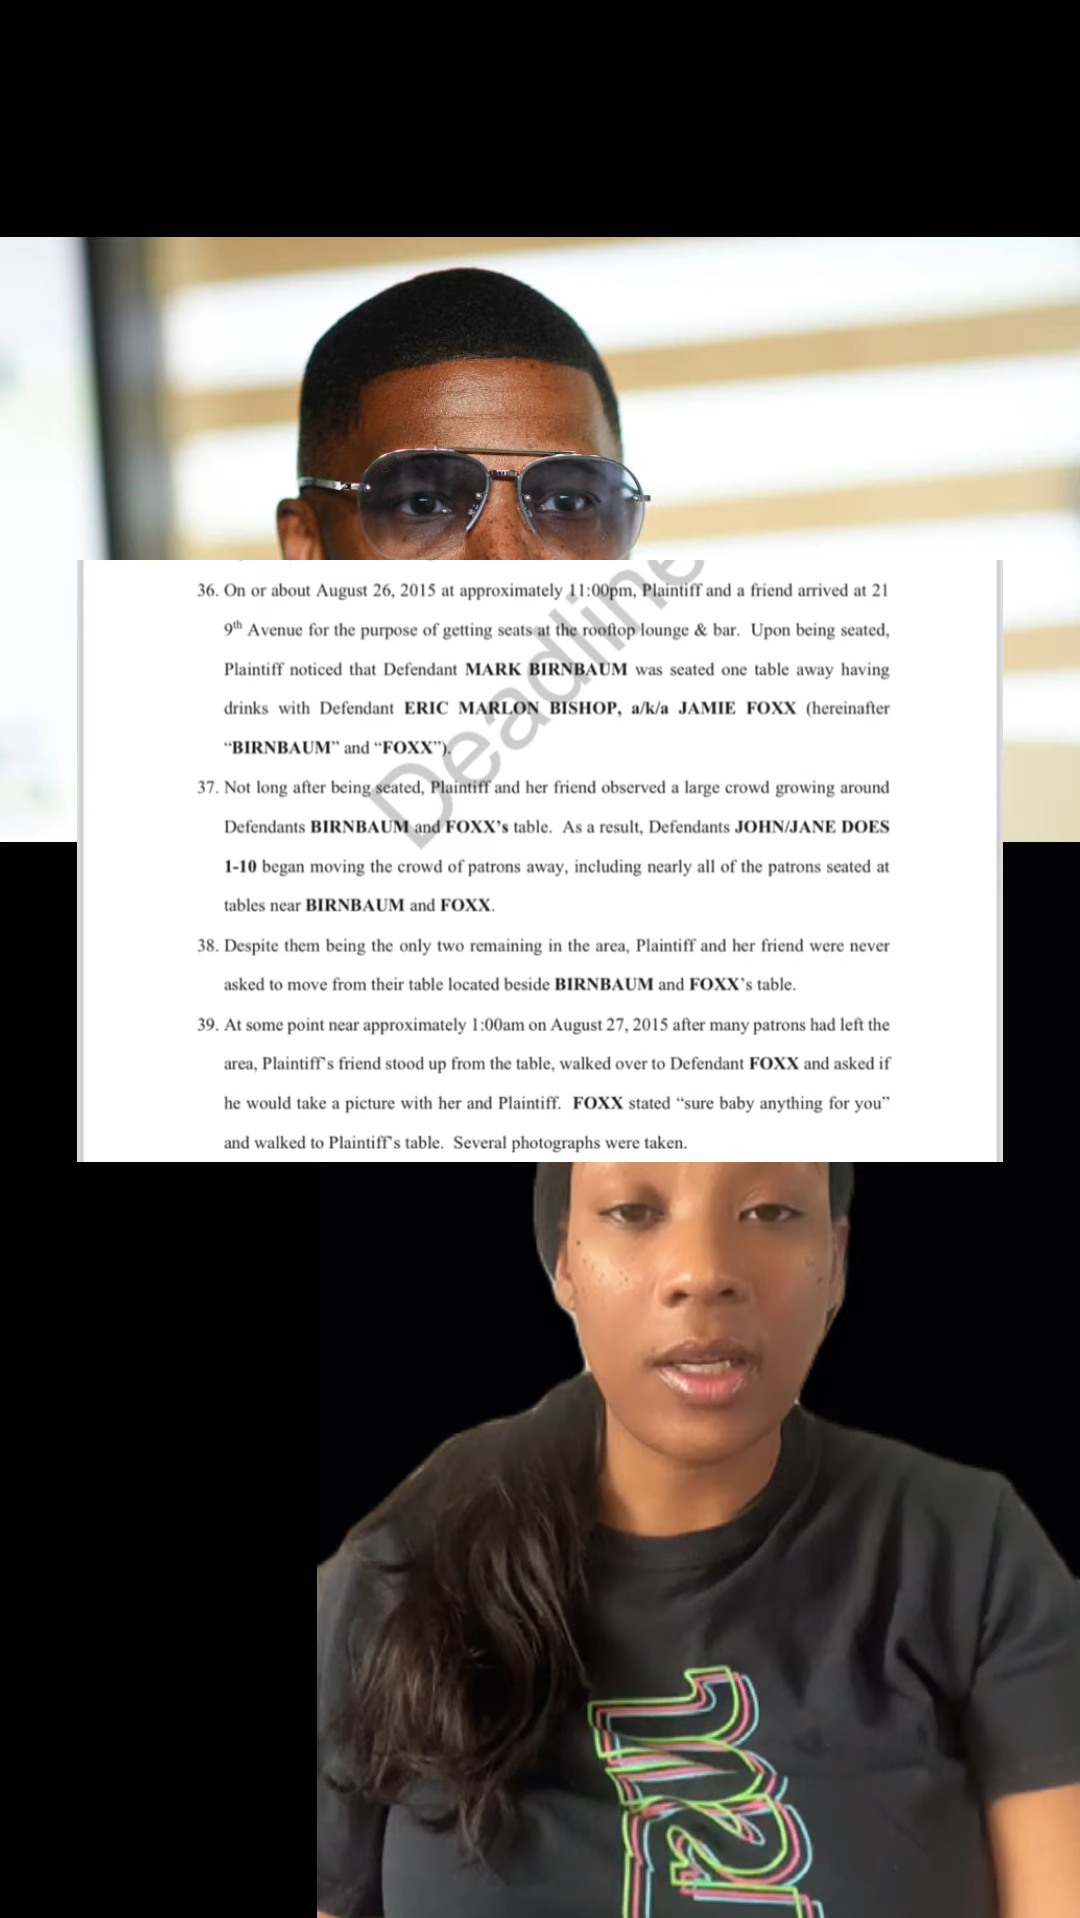 36. On or about August 26, 2015 at approximately 11:00pm, Plaintiff and a friend arrived at 21
9th Avenue for the purpose of getting seats at the rooftop lounge & bar. Upon being seated,
Plaintiff noticed that Defendant MARK BIRNBAUM was seated one table away having
drinks with Defendant ERIC MARLON BISHOP, a/k/a JAMIE FOXX (hereinafter
“BIRNBAUM” and “FOXX”).
37. Not long after being seated, Plaintiff and her friend observed a large crowd growing around
Defendants BIRNBAUM and FOXX’s table. As a result, Defendants JOHN/JANE DOES
1-10 began moving the crowd of patrons away, including nearly all of the patrons seated at
tables near BIRNBAUM and FOXX.
38. Despite them being the only two remaining in the area, Plaintiff and her friend were never
asked to move from their table located beside BIRNBAUM and FOXX’s table.
39. At some point near approximately 1:00am on August 27, 2015 after many patrons had left the
area, Plaintiff’s friend stood up from the table, walked over to Defendant FOXX and asked if
he would take a picture with her and Plaintiff. FOXX stated “sure baby anything for you”
and walked to Plaintiff’s table. Several photographs were taken.
Deadline